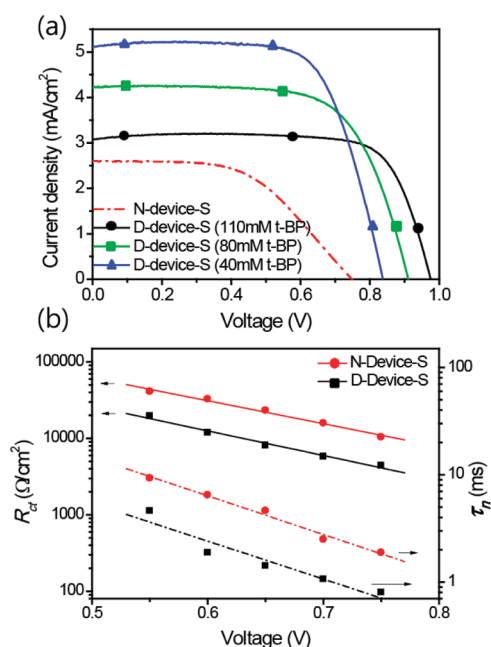 (a)
Current density (mA/cm²)
5
4
3
2
1
0
N-device-S
D-device-S (110mM t-BP)
D-device-S (80mM t-BP)
D-device-S (40mM t-BP)
0.0 0.2 0.4 0.6 0.8 1.0
Voltage (V)
(b)
N-Device-S
D-Device-S
R_ct (Ω/cm²)
100000
10000
1000
100
τ_n (ms)
100
10
1
0.5 0.6 0.7 0.8
Voltage (V)